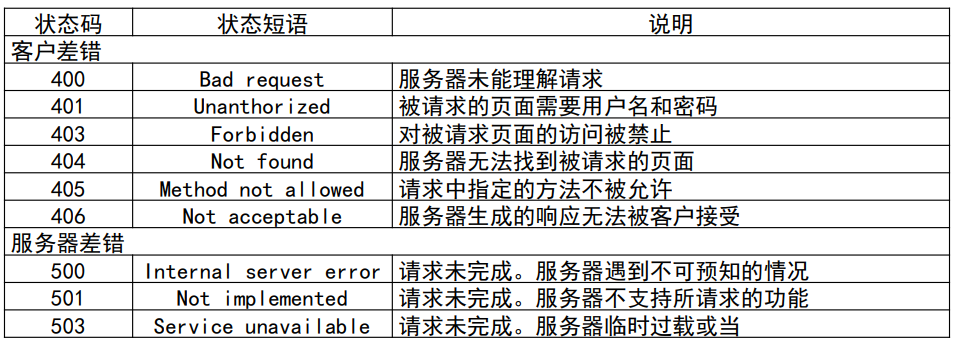 状态码 状态短语 说明
客户差错
400 Bad request 服务器未能理解请求
401 Unanthorized 被请求的页面需要用户名和密码
403 Forbidden 对被请求页面的访问被禁止
404 Not found 服务器无法找到被请求的页面
405 Method not allowed 请求中指定的方法不被允许
406 Not acceptable 服务器生成的响应无法被客户接受
服务器差错
500 Internal server error 请求未完成。服务器遇到不可预知的情况
501 Not implemented 请求未完成。服务器不支持所请求的功能
503 Service unavailable 请求未完成。服务器临时过载或当